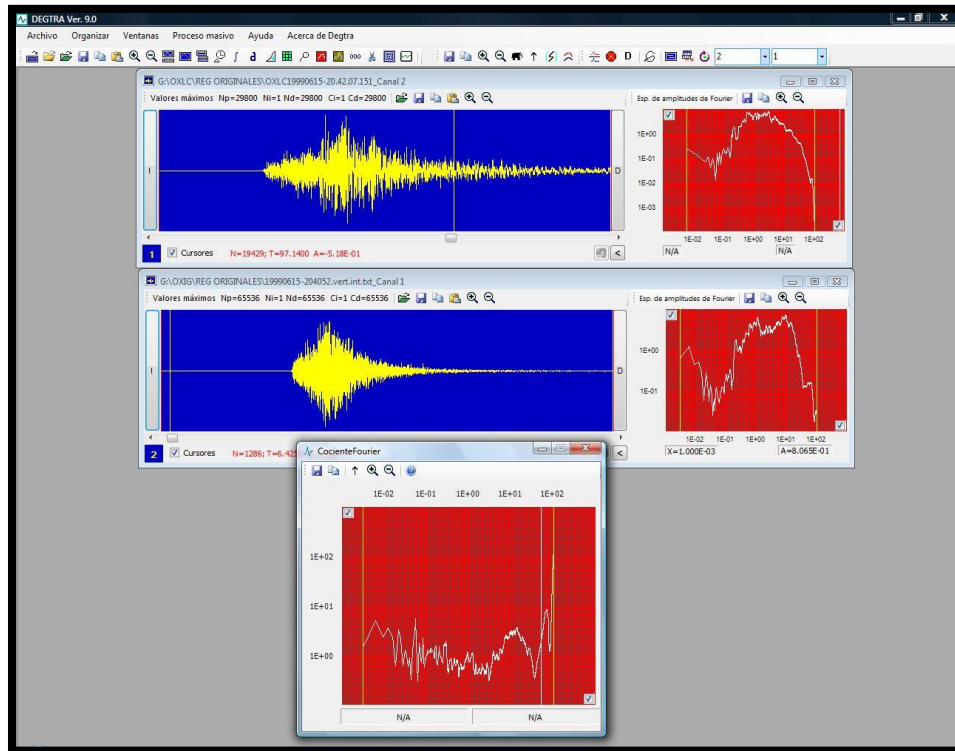 DEGTRA Ver. 9.0
Archivo Organizar Ventanas Proceso masivo Ayuda Acerca de Degtra
2 1
G:\OXLC\REG ORIGINALES\OXLC19990615-20.42.07.151_Canal 2
Valores máximos Np=29800 Ni=1 Nd=29800 Ci=1 Cd=29800
Esp. de amplitudes de Fourier
I
D
1E+00
1E-01
1E-02
1E-03
1E-02 1E-01 1E+00 1E+01 1E+02
N/A N/A
1 Cursores N=19429; T=97.1400 A=-5.18E-01 <
G:\OXIG\REG ORIGINALES\19990615-204052.vert.int.txt_Canal 1
Valores máximos Np=65536 Ni=1 Nd=65536 Ci=1 Cd=65536
Esp. de amplitudes de Fourier
I
D
1E+00
1E-01
1E-02 1E-01 1E+00 1E+01 1E+02
X=1.000E-03 A=8.065E-01
2 Cursores N=1286; T=6.425 <
CocienteFourier
1E-02 1E-01 1E+00 1E+01 1E+02
1E+02
1E+01
1E+00
N/A N/A